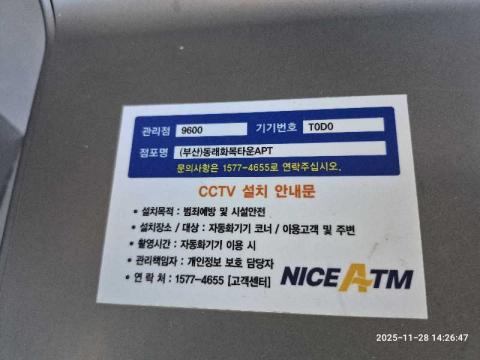 관리점 9600 기기번호 T0D0
점포명 (부산)동래화목타운APT
문의사항은 1577-4655로 연락주십시오.
CCTV 설치 안내문
• 설치목적 : 범죄예방 및 시설안전
• 설치장소 / 대상 : 자동화기기 코너 / 이용고객 및 주변
• 촬영시간 : 자동화기기 이용 시
• 관리책임자 : 개인정보 보호 담당자
• 연 락 처 : 1577-4655 [고객센터]
NICE ATM
2025-11-28 14:26:47